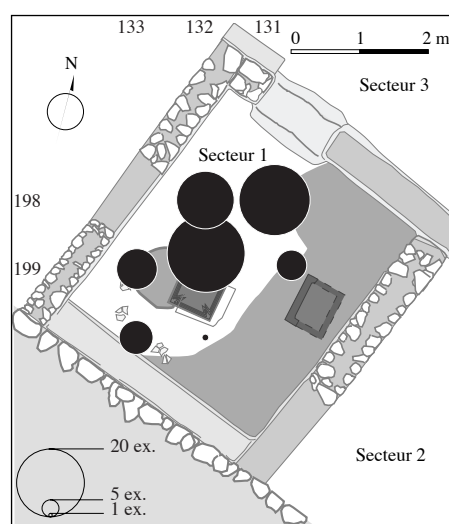 133 132 131
0 1 2 m
N
Secteur 3
Secteur 1
198
199
Secteur 2
20 ex.
5 ex.
1 ex.